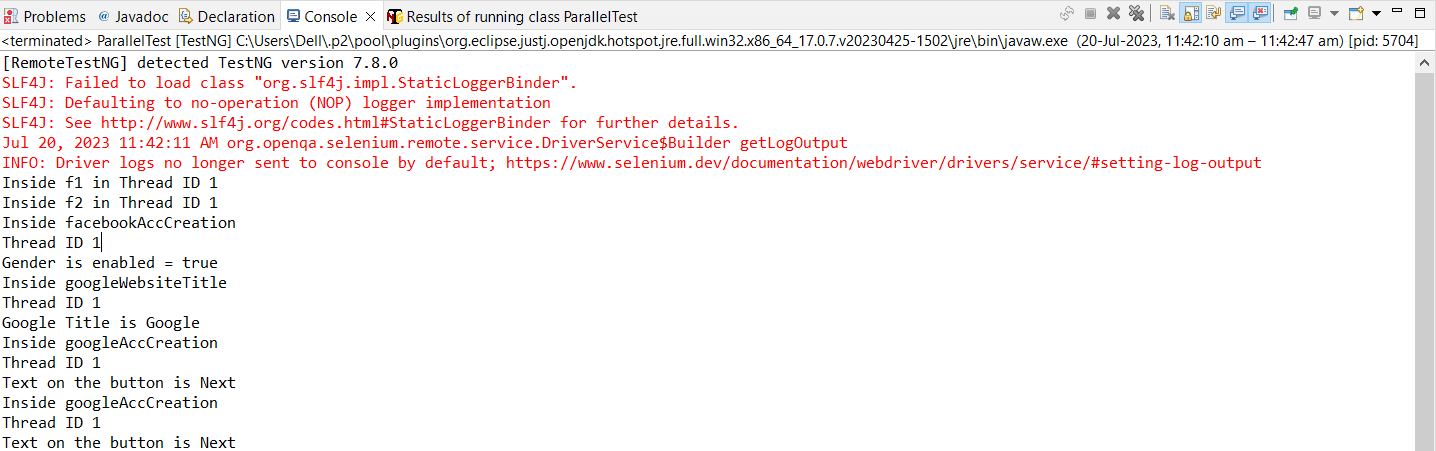 Problems @ Javadoc Declaration Console Results of running class ParallelTest
<terminated> ParallelTest [TestNG] C:\Users\Dell\.p2\pool\plugins\org.eclipse.justj.openjdk.hotspot.jre.full.win32.x86_64_17.0.7.v20230425-1502\jre\bin\javaw.exe (20-Jul-2023, 11:42:10 am – 11:42:47 am) [pid: 5704]
[RemoteTestNG] detected TestNG version 7.8.0
SLF4J: Failed to load class "org.slf4j.impl.StaticLoggerBinder".
SLF4J: Defaulting to no-operation (NOP) logger implementation
SLF4J: See http://www.slf4j.org/codes.html#StaticLoggerBinder for further details.
Jul 20, 2023 11:42:11 AM org.openqa.selenium.remote.service.DriverService$Builder getLogOutput
INFO: Driver logs no longer sent to console by default; https://www.selenium.dev/documentation/webdriver/drivers/service/#setting-log-output
Inside f1 in Thread ID 1
Inside f2 in Thread ID 1
Inside facebookAccCreation
Thread ID 1
Gender is enabled = true
Inside googleWebsiteTitle
Thread ID 1
Google Title is Google
Inside googleAccCreation
Thread ID 1
Text on the button is Next
Inside googleAccCreation
Thread ID 1
Text on the button is Next